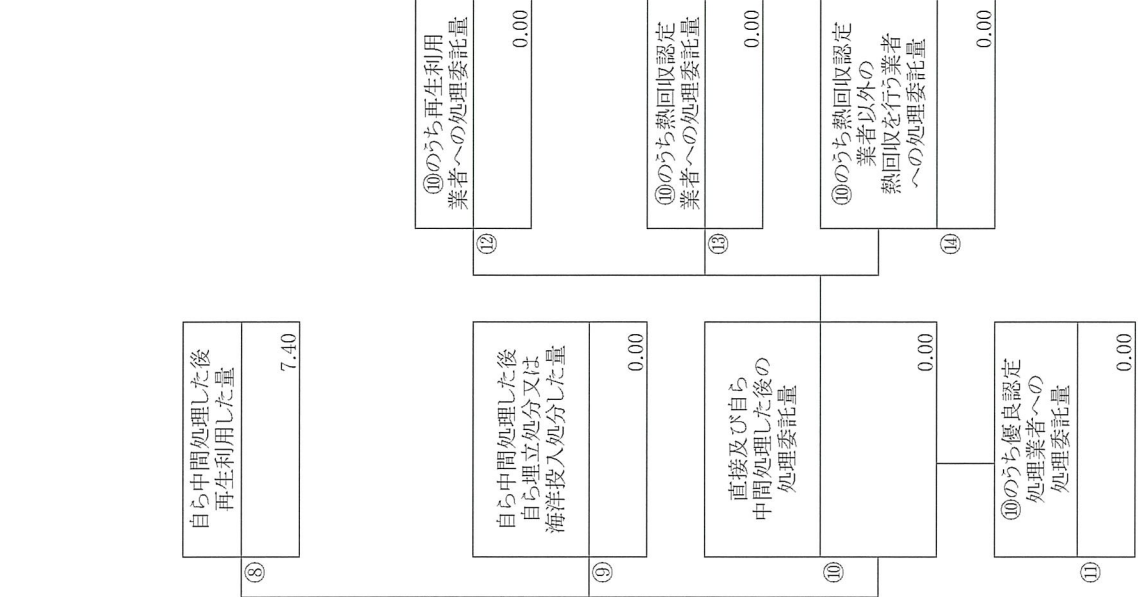 ⑧
自ら中間処理した後
再生利用した量
7.40
⑨
自ら中間処理した後
自ら埋立処分又は
海洋投入処分した量
0.00
⑩
直接及び自ら
中間処理した後の
処理委託量
0.00
⑪
⑩のうち優良認定
処理業者への
処理委託量
0.00
⑫
⑩のうち再生利用
業者への処理委託量
0.00
⑬
⑩のうち熱回収認定
業者への処理委託量
0.00
⑭
⑩のうち熱回収認定
業者以外の
熱回収を行う業者
への処理委託量
0.00